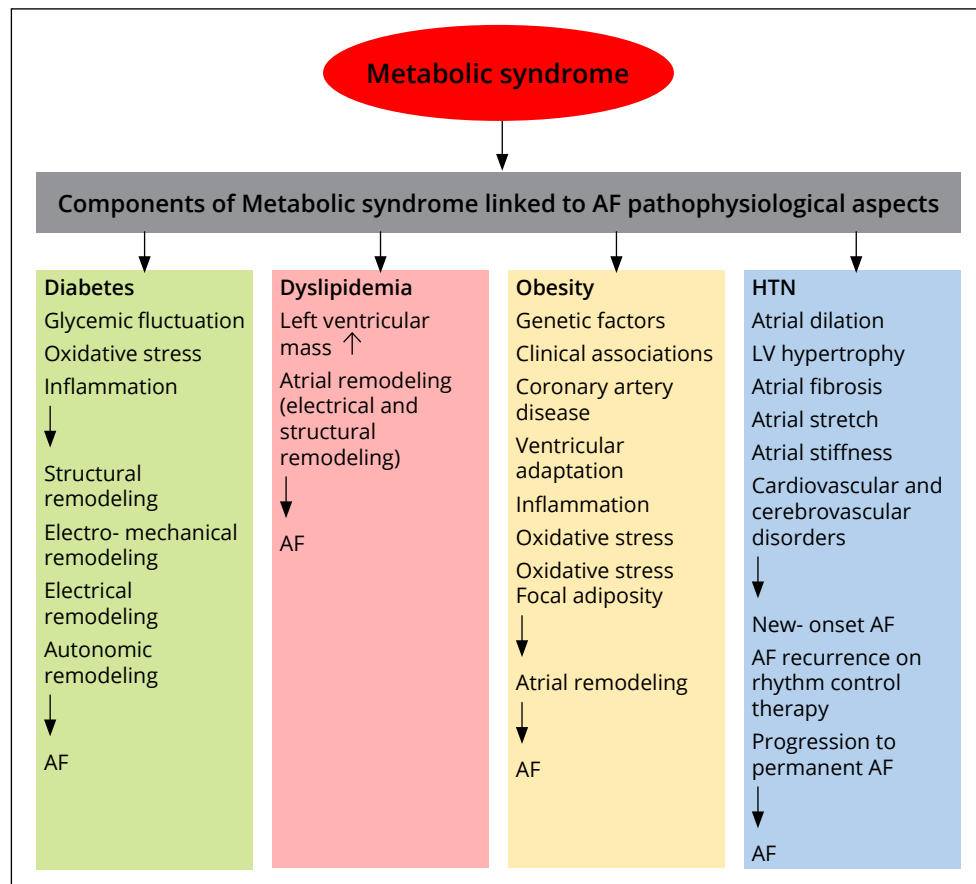 Metabolic syndrome
Components of Metabolic syndrome linked to AF pathophysiological aspects
Diabetes
Glycemic fluctuation
Oxidative stress
Inflammation
Structural
remodeling
Electro- mechanical
remodeling
Electrical
remodeling
Autonomic
remodeling
AF
Dyslipidemia
Left ventricular
mass ↑
Atrial remodeling
(electrical and
structural
remodeling)
AF
Obesity
Genetic factors
Clinical associations
Coronary artery
disease
Ventricular
adaptation
Inflammation
Oxidative stress
Oxidative stress
Focal adiposity
Atrial remodeling
AF
HTN
Atrial dilation
LV hypertrophy
Atrial fibrosis
Atrial stretch
Atrial stiffness
Cardiovascular and
cerebrovascular
disorders
New- onset AF
AF recurrence on
rhythm control
therapy
Progression to
permanent AF
AF